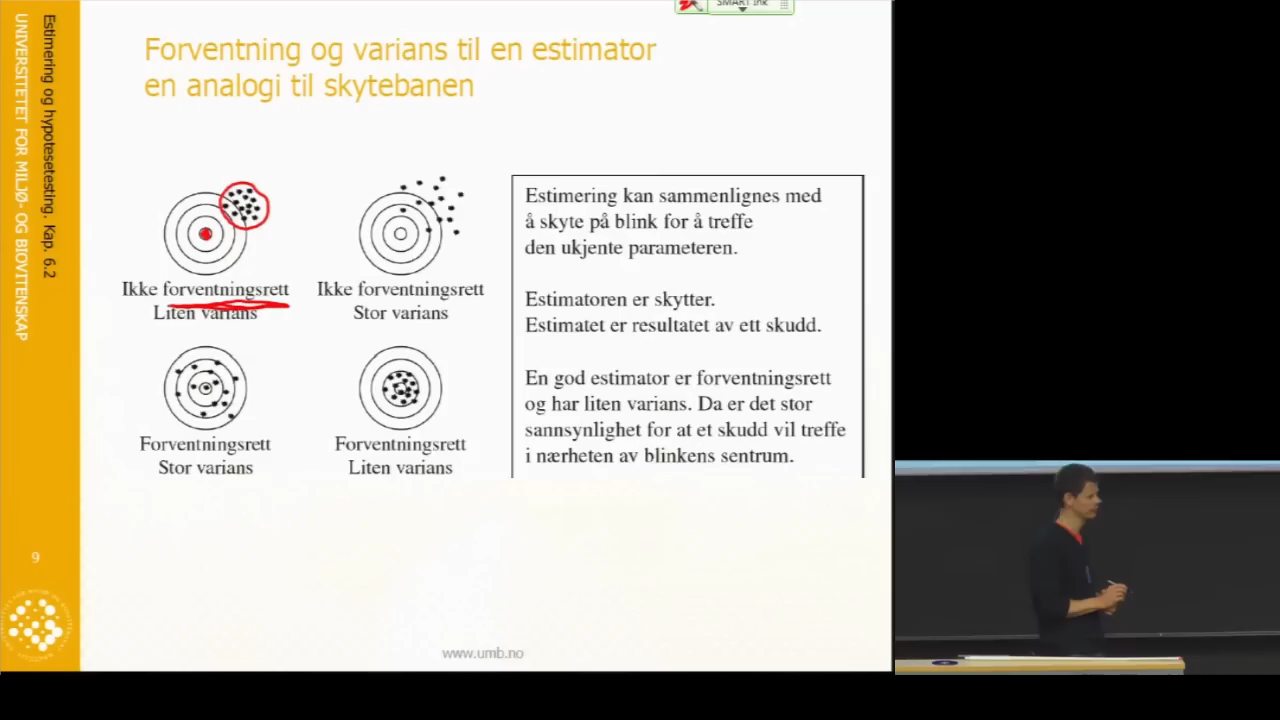 SMART Ink
Forventning og varians til en estimator
en analogi til skytebanen
Estimering og hypotesetesting. Kap. 6.2
UNIVERSITETET FOR MILJØ- OG BIOVITENSKAP
Ikke forventningsrett
Liten varians
Ikke forventningsrett
Stor varians
Forventningsrett
Stor varians
Forventningsrett
Liten varians
Estimering kan sammenlignes med
å skyte på blink for å treffe
den ukjente parameteren.
Estimatoren er skytter.
Estimatet er resultatet av ett skudd.
En god estimator er forventningsrett
og har liten varians. Da er det stor
sannsynlighet for at et skudd vil treffe
i nærheten av blinkens sentrum.
9
www.umb.no